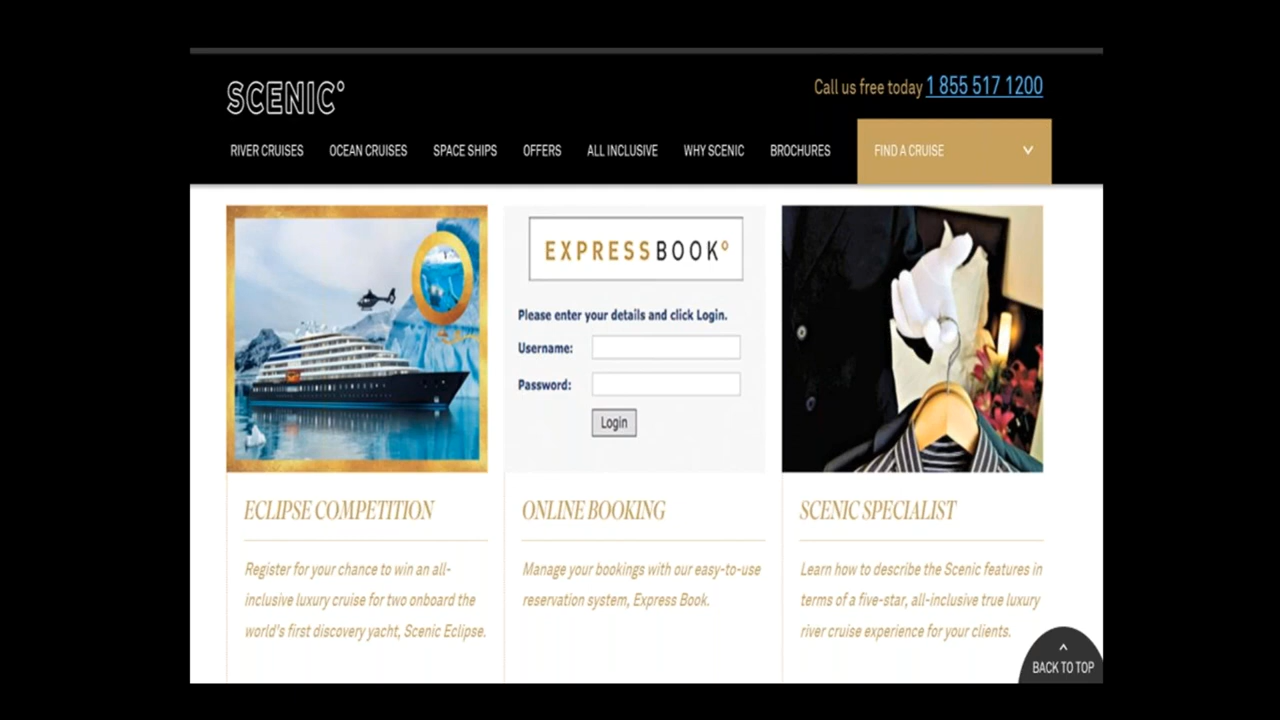 SCENIC°
Call us free today 1 855 517 1200
RIVER CRUISES OCEAN CRUISES SPACE SHIPS OFFERS ALL INCLUSIVE WHY SCENIC BROCHURES FIND A CRUISE
EXPRESSBOOK°
Please enter your details and click Login.
Username:
Password:
Login
ECLIPSE COMPETITION
Register for your chance to win an all-
inclusive luxury cruise for two onboard the
world's first discovery yacht, Scenic Eclipse.
ONLINE BOOKING
Manage your bookings with our easy-to-use
reservation system, Express Book.
SCENIC SPECIALIST
Learn how to describe the Scenic features in
terms of a five-star, all-inclusive true luxury
river cruise experience for your clients.
BACK TO TOP